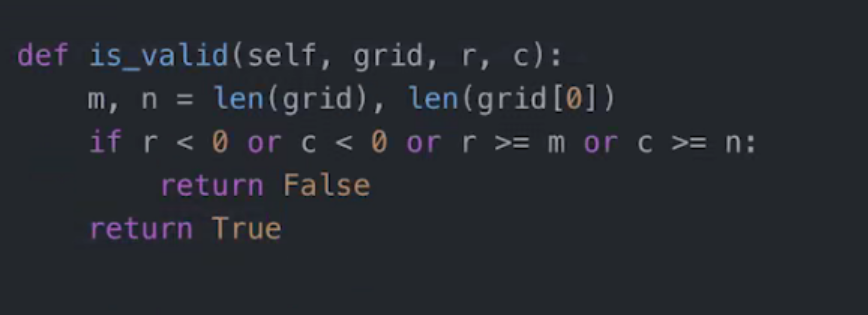 def is_valid(self, grid, r, c):
    m, n = len(grid), len(grid[0])
    if r < 0 or c < 0 or r >= m or c >= n:
        return False
    return True